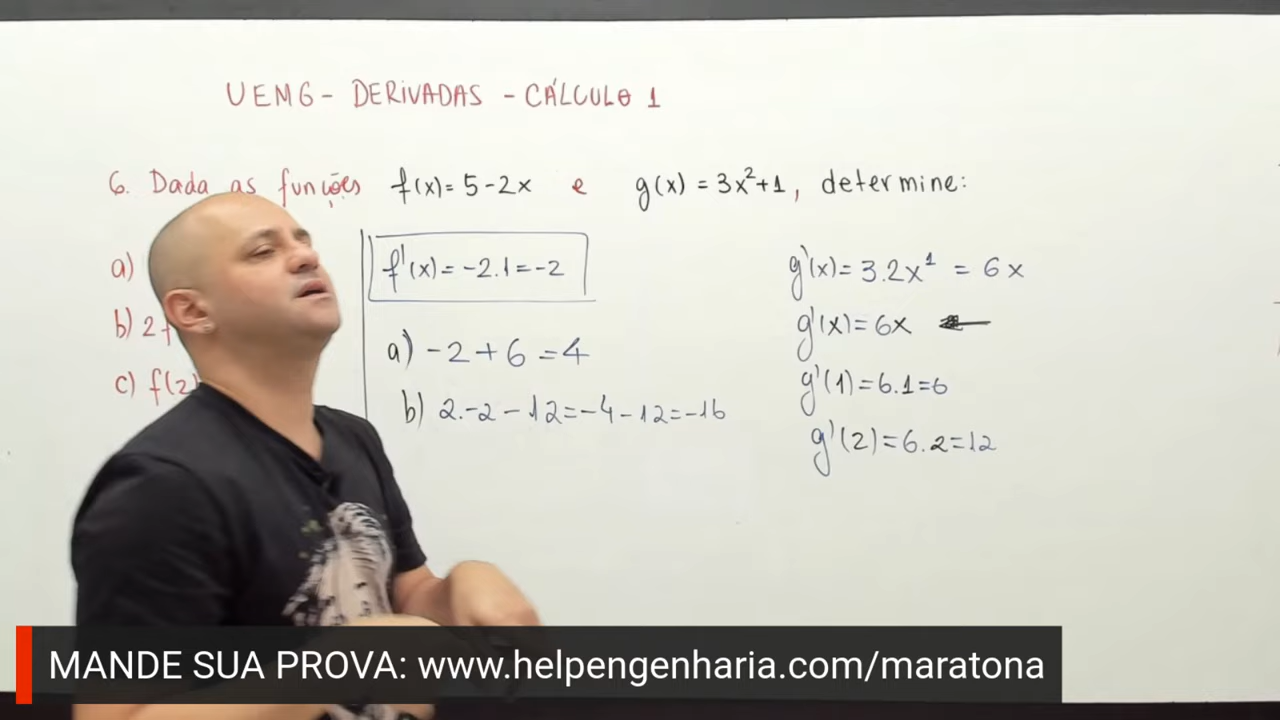 UEMG - DERIVADAS - CÁLCULO 1
6. Dada as funções f(x) = 5 - 2x e g(x) = 3x²+1, determine:
a)
b) 2f
c) f(2)
f'(x) = -2.1 = -2
a) -2 + 6 = 4
b) 2.-2 - 12 = -4 - 12 = -16
g'(x) = 3.2x¹ = 6x
g'(x) = 6x
g'(1) = 6.1 = 6
g'(2) = 6.2 = 12
MANDE SUA PROVA: www.helpengenharia.com/maratona